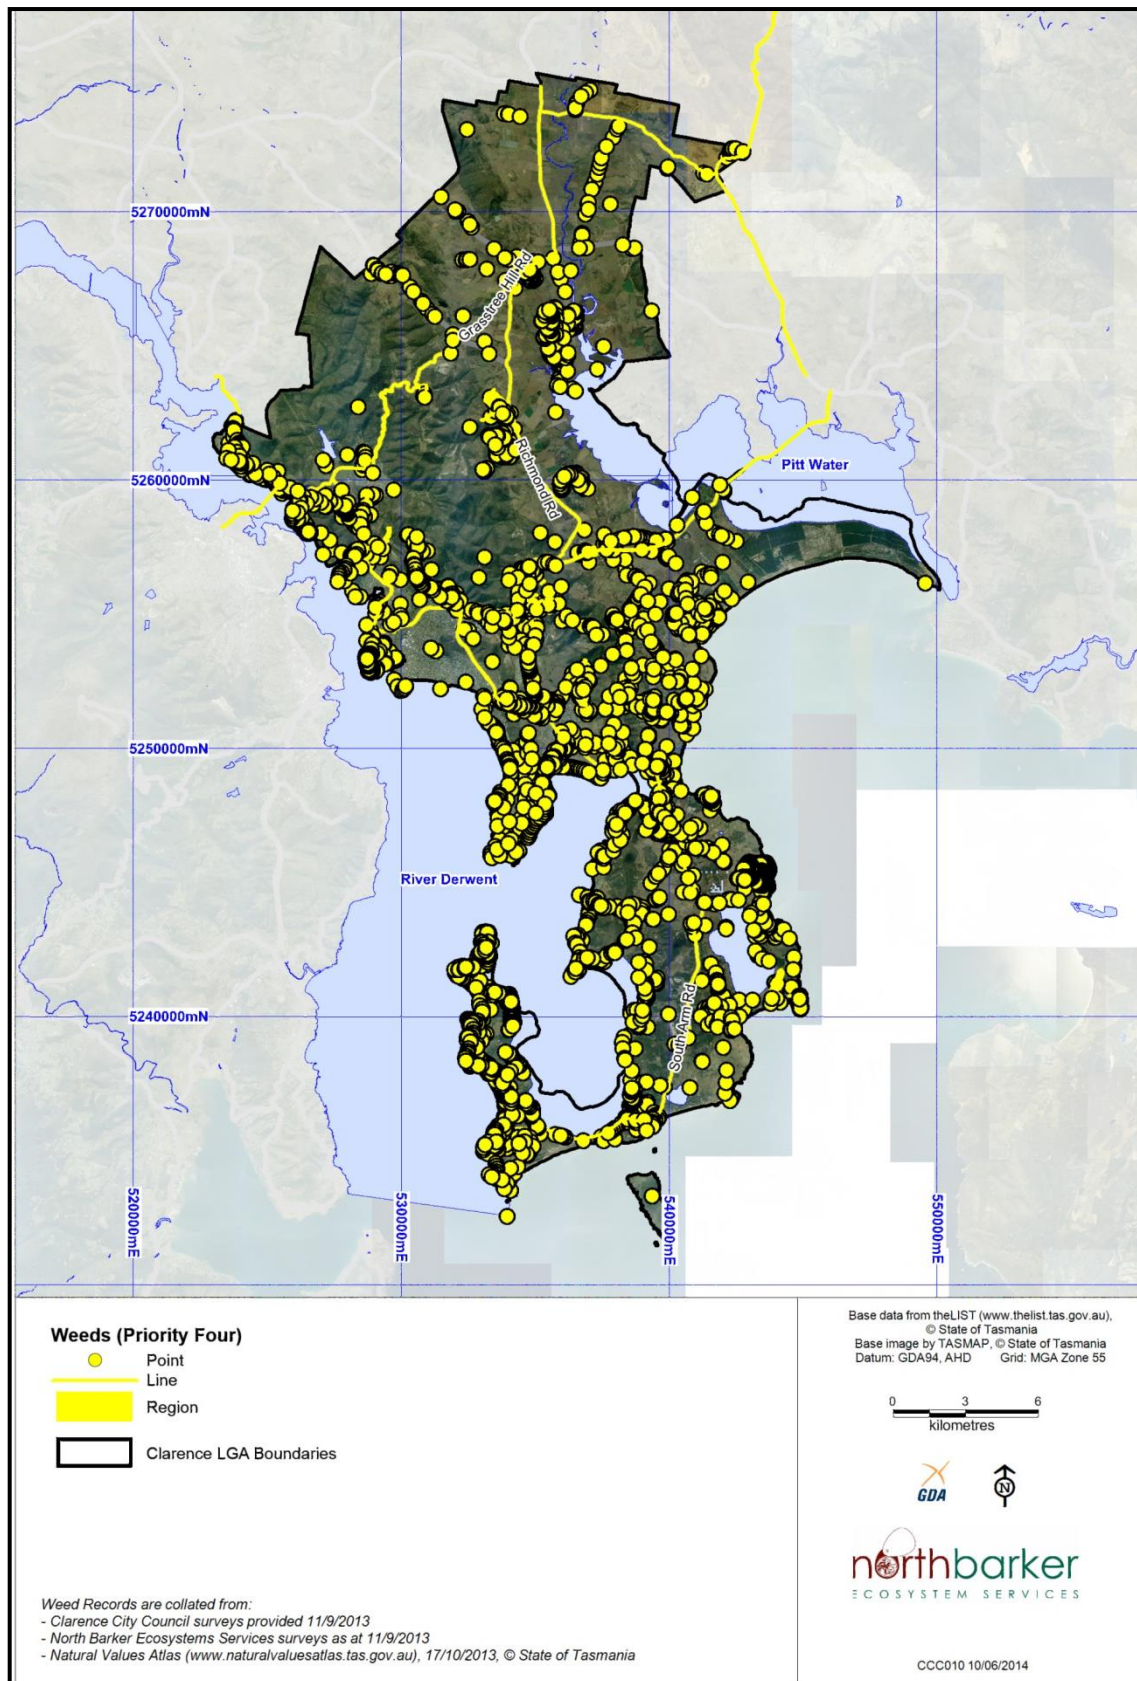 5270000mN
Grasstree Hill Rd
Richmond Rd
Pitt Water
5260000mN
5250000mN
River Derwent
5240000mN
South Arm Rd
520000mE
530000mE
540000mE
550000mE
Weeds (Priority Four)
Point
Line
Region
Clarence LGA Boundaries
Weed Records are collated from:
- Clarence City Council surveys provided 11/9/2013
- North Barker Ecosystems Services surveys as at 11/9/2013
- Natural Values Atlas (www.naturalvaluesatlas.tas.gov.au), 17/10/2013, © State of Tasmania
Base data from theLIST (www.thelist.tas.gov.au),
© State of Tasmania
Base image by TASMAP, © State of Tasmania
Datum: GDA94, AHD Grid: MGA Zone 55
0 3 6
kilometres
GDA
N
northbarker
ECOSYSTEM SERVICES
CCC010 10/06/2014